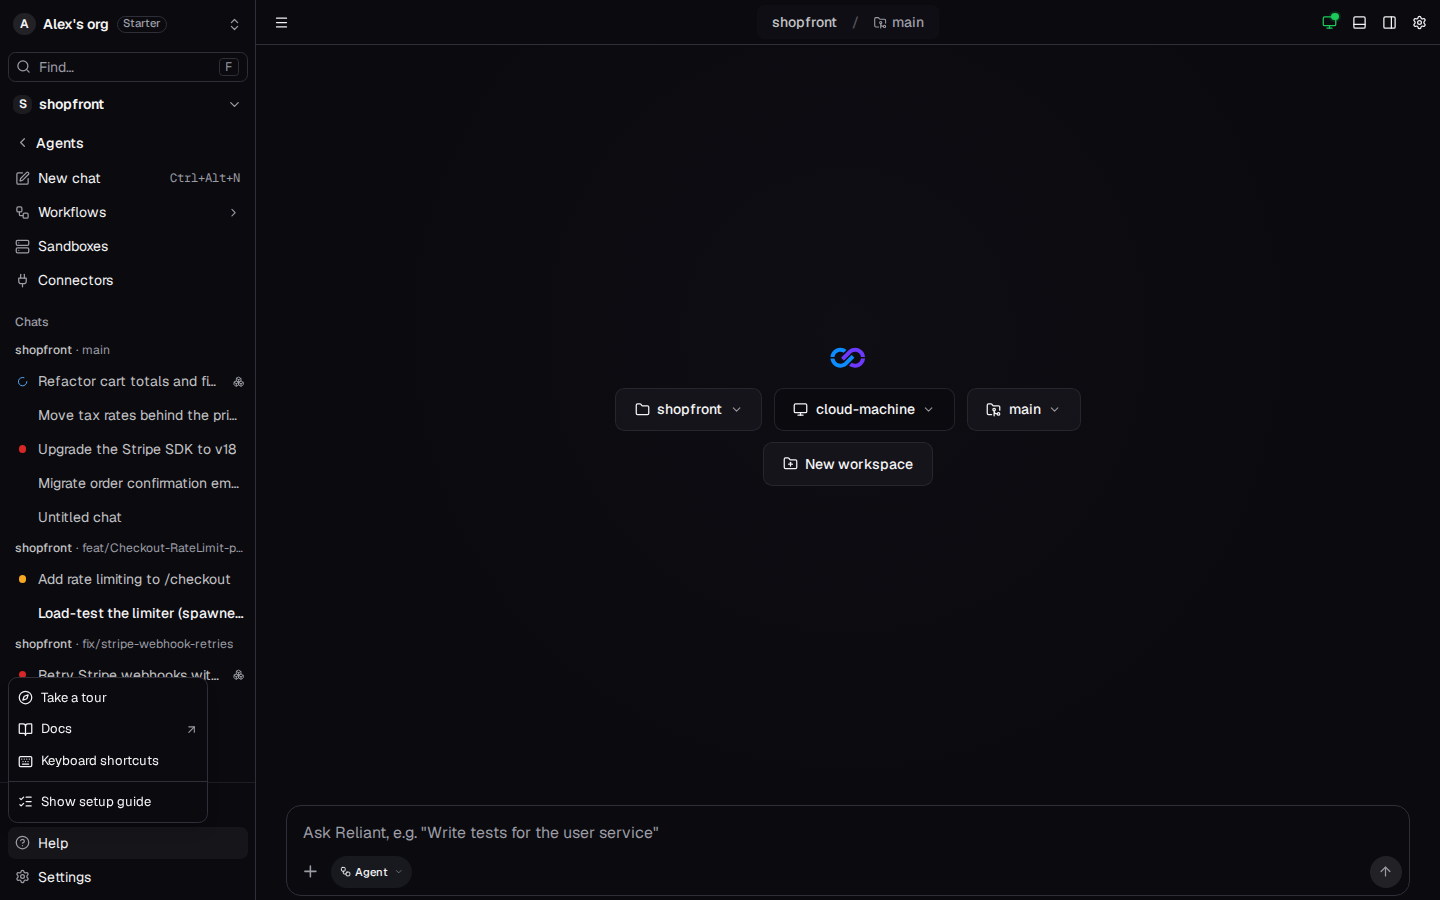 A Alex's org Starter
Find... F
S shopfront
Agents
New chat Ctrl+Alt+N
Workflows
Sandboxes
Connectors
Chats
shopfront · main
Refactor cart totals and fi...
Move tax rates behind the pri...
Upgrade the Stripe SDK to v18
Migrate order confirmation em...
Untitled chat
shopfront · feat/Checkout-RateLimit-p...
Add rate limiting to /checkout
Load-test the limiter (spawne...
shopfront · fix/stripe-webhook-retries
Retry Stripe webhooks wit...
Take a tour
Docs
Keyboard shortcuts
Show setup guide
Help
Settings
shopfront / main
shopfront
cloud-machine
main
New workspace
Ask Reliant, e.g. "Write tests for the user service"
Agent